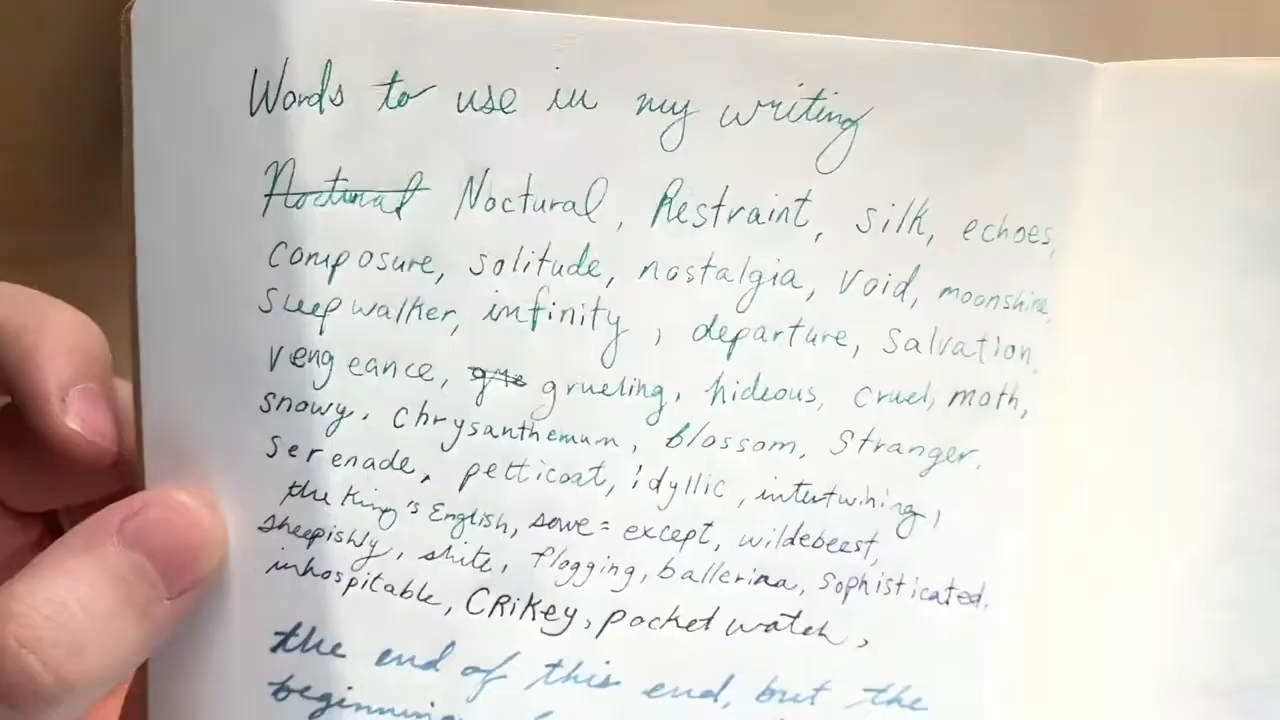 Words to use in my writing
Noctural Noctural, Restraint, silk, echoes,
composure, solitude, nostalgia, void, moonshine,
sleepwalker, infinity, departure, salvation,
vengeance, grueling, hideous, cruel, moth,
snowy, chrysanthemum, blossom, stranger,
serenade, petticoat, idyllic, intertwining,
the King's English, save = except, wildebeest,
sheepishly, shite, flogging, ballerina, sophisticated,
inhospitable, CRIKEY, pocket watch,
the end of this end, but the
beginning